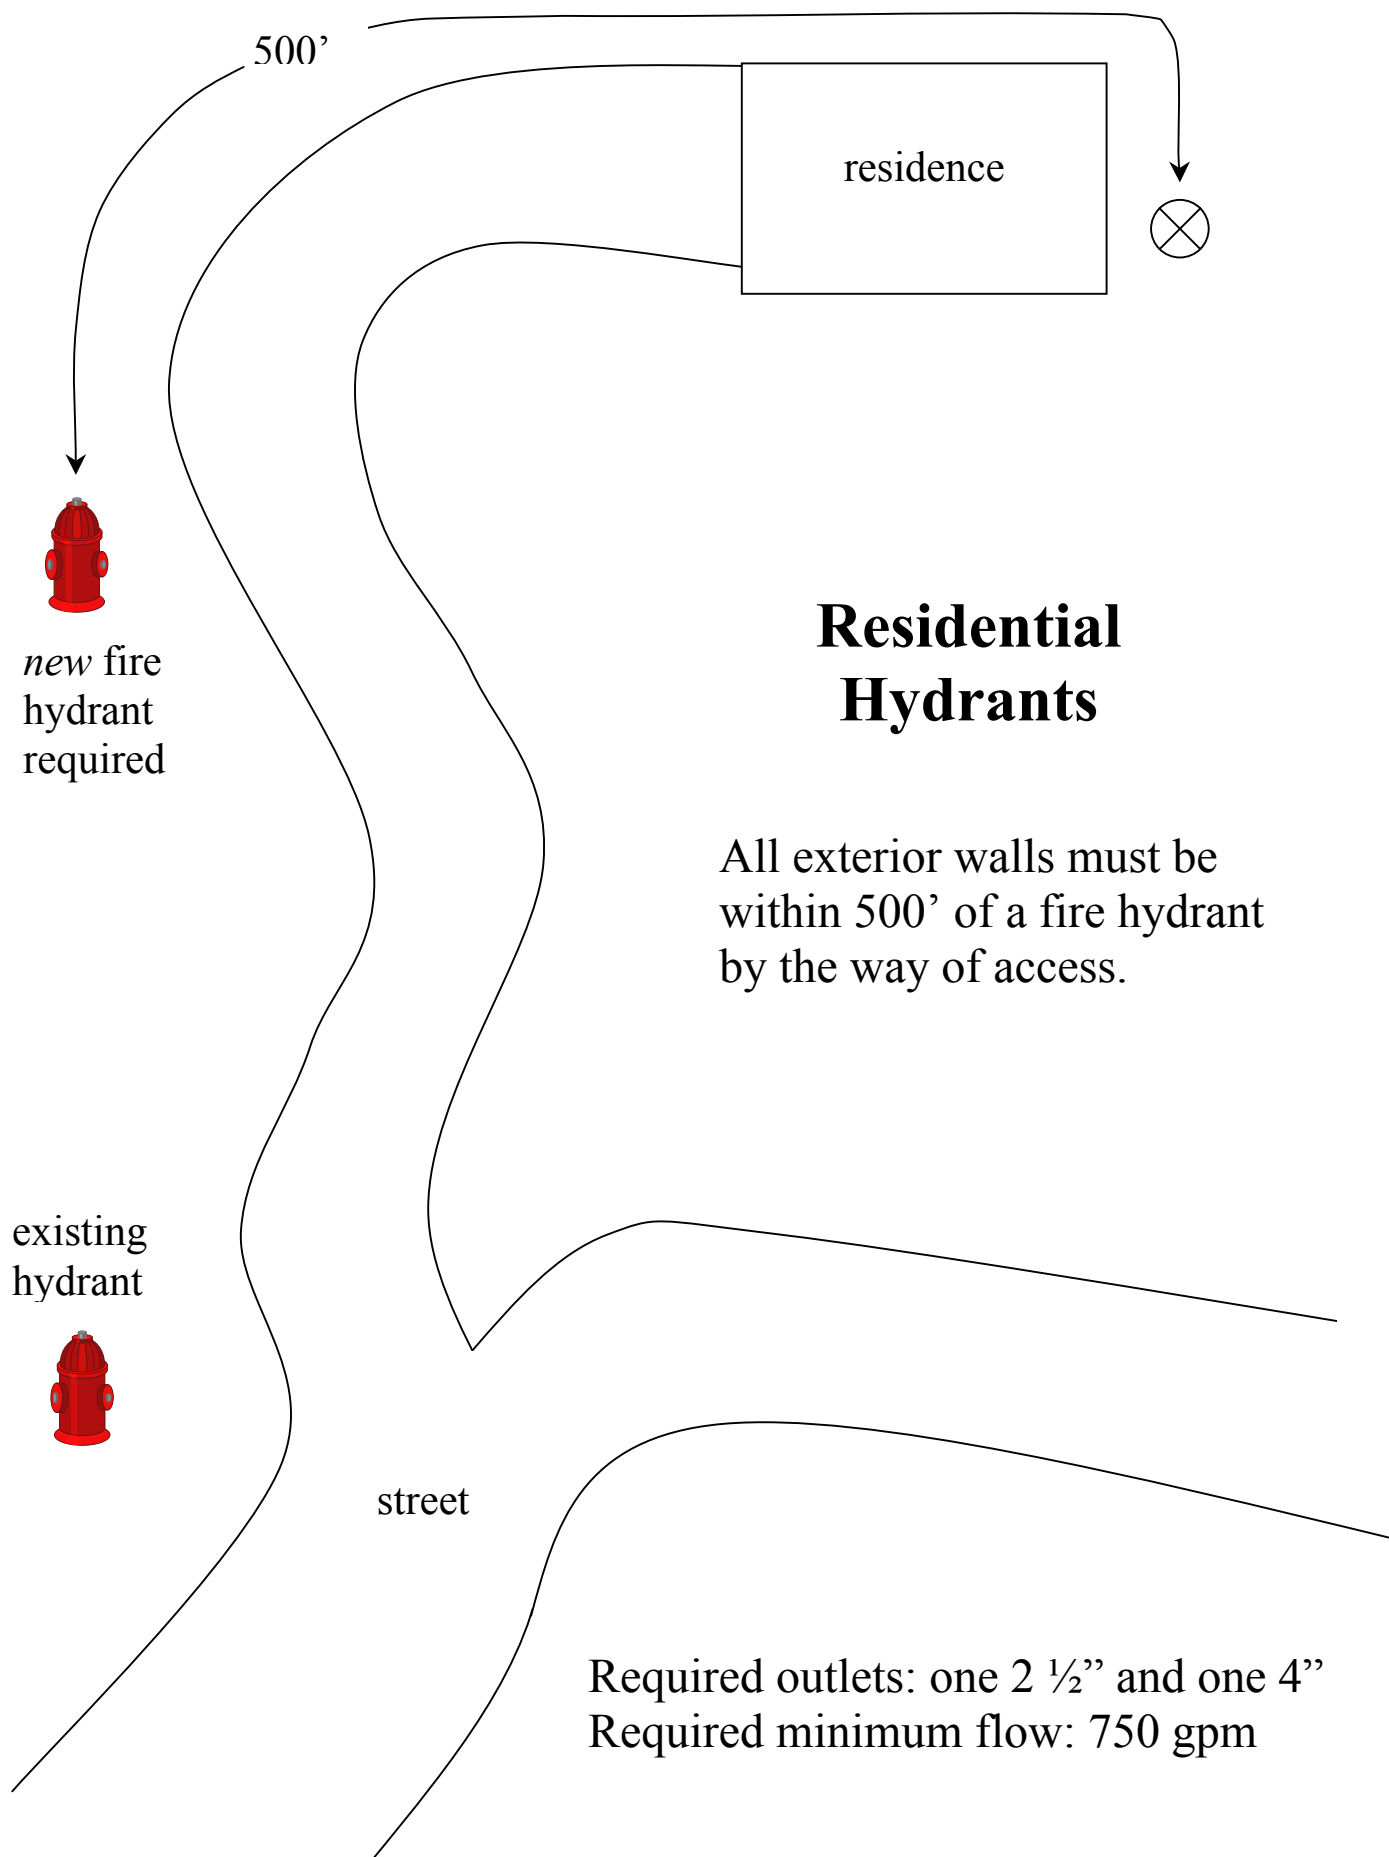 500’
residence
new fire
hydrant
required
Residential
Hydrants
All exterior walls must be
within 500’ of a fire hydrant
by the way of access.
existing
hydrant
street
Required outlets: one 2 ½” and one 4”
Required minimum flow: 750 gpm